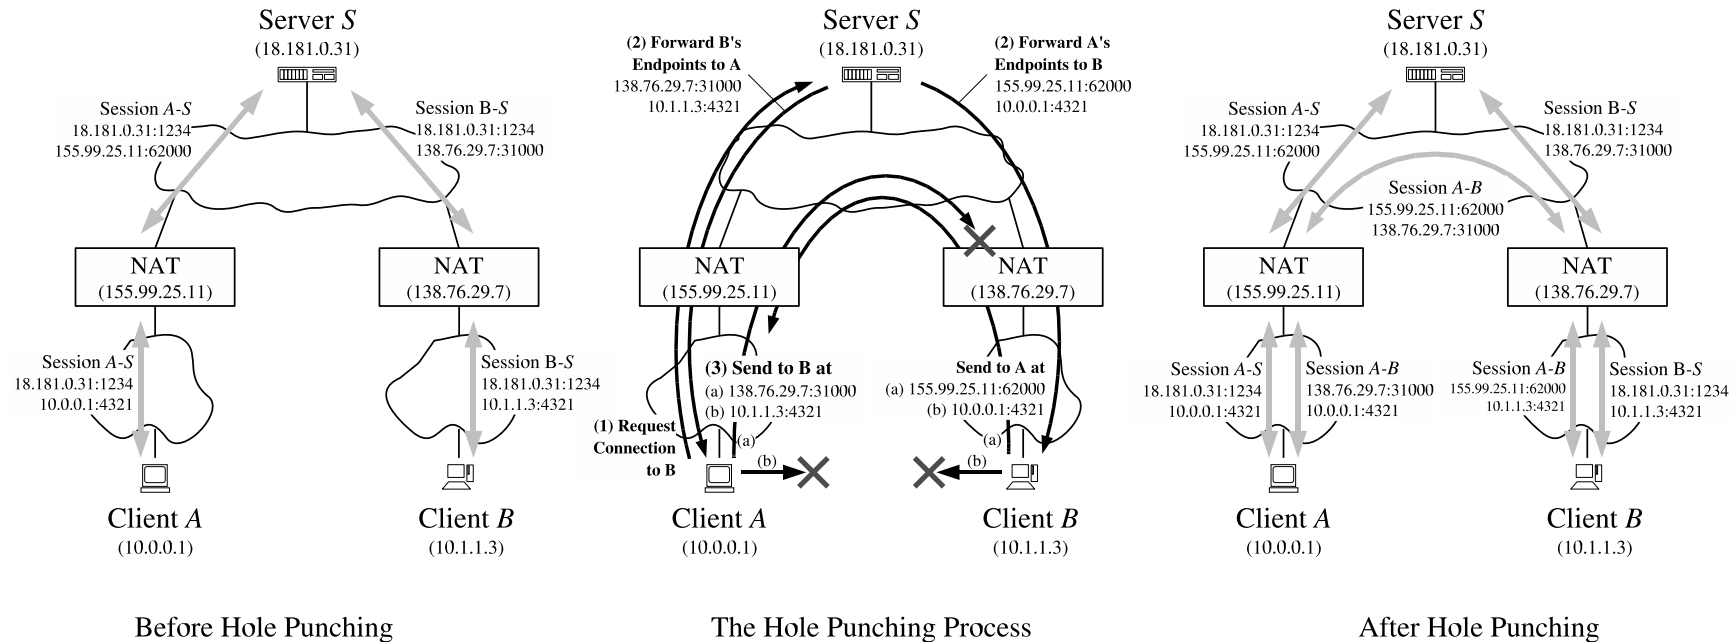 Server S
(18.181.0.31)
Session A-S
18.181.0.31:1234
155.99.25.11:62000
Session B-S
18.181.0.31:1234
138.76.29.7:31000
NAT
(155.99.25.11)
NAT
(138.76.29.7)
Session A-S
18.181.0.31:1234
10.0.0.1:4321
Session B-S
18.181.0.31:1234
10.1.1.3:4321
Client A
(10.0.0.1)
Client B
(10.1.1.3)
Before Hole Punching
Server S
(18.181.0.31)
(2) Forward B's
Endpoints to A
138.76.29.7:31000
10.1.1.3:4321
(2) Forward A's
Endpoints to B
155.99.25.11:62000
10.0.0.1:4321
NAT
(155.99.25.11)
NAT
(138.76.29.7)
(3) Send to B at
(a) 138.76.29.7:31000
(b) 10.1.1.3:4321
Send to A at
(a) 155.99.25.11:62000
(b) 10.0.0.1:4321
(1) Request
Connection
to B
(a)
(b)
(a)
(b)
Client A
(10.0.0.1)
Client B
(10.1.1.3)
The Hole Punching Process
Server S
(18.181.0.31)
Session A-S
18.181.0.31:1234
155.99.25.11:62000
Session B-S
18.181.0.31:1234
138.76.29.7:31000
Session A-B
155.99.25.11:62000
138.76.29.7:31000
NAT
(155.99.25.11)
NAT
(138.76.29.7)
Session A-S
18.181.0.31:1234
10.0.0.1:4321
Session A-B
138.76.29.7:31000
10.0.0.1:4321
Session A-B
155.99.25.11:62000
10.1.1.3:4321
Session B-S
18.181.0.31:1234
10.1.1.3:4321
Client A
(10.0.0.1)
Client B
(10.1.1.3)
After Hole Punching